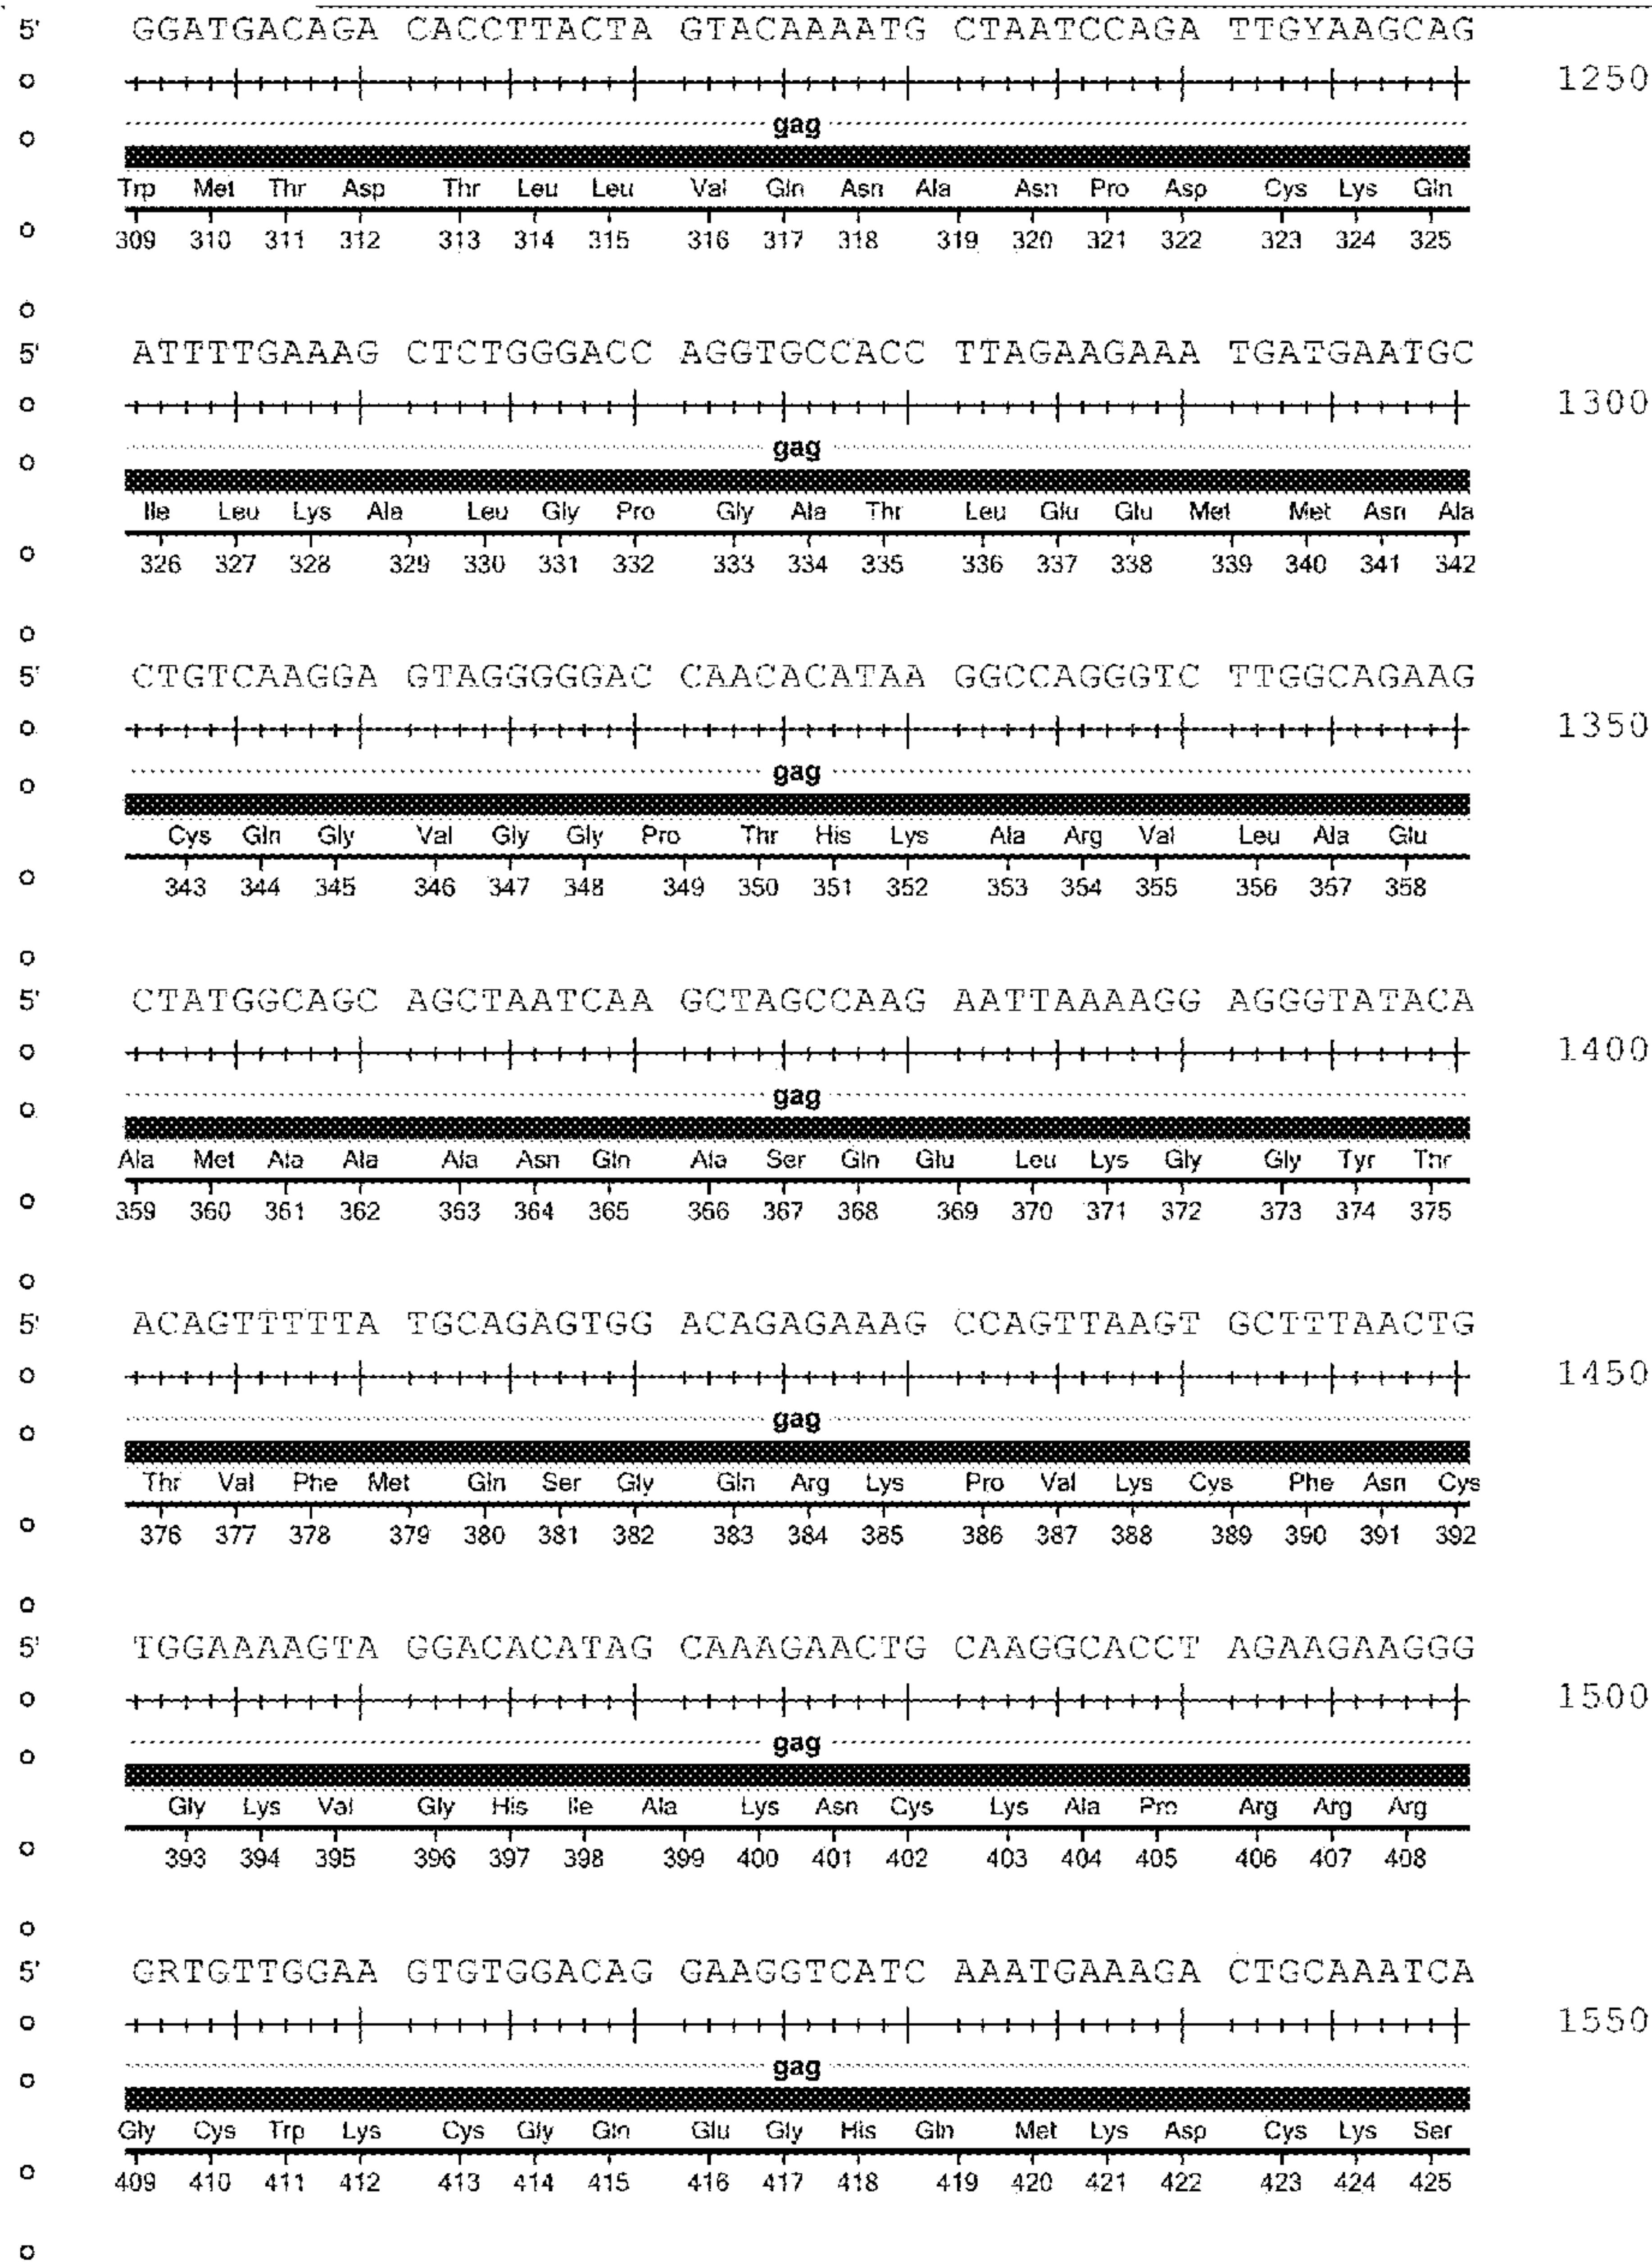 5' GGATGACAGA CACCTTACTA GTACAAAATG CTAATCCAGA TTGYAAGCAG
1250
gag
Trp Met Thr Asp Thr Leu Leu Val Gln Asn Ala Asn Pro Asp Cys Lys Gln
309 310 311 312 313 314 315 316 317 318 319 320 321 322 323 324 325
5' ATTTTGAAAG CTCTGGGACC AGGTGCCACC TTAGAAGAAA TGATGAATGC
1300
gag
Ile Leu Lys Ala Leu Gly Pro Gly Ala Thr Leu Glu Glu Met Met Asn Ala
326 327 328 329 330 331 332 333 334 335 336 337 338 339 340 341 342
5' CTGTCAAGGA GTAGGGGGAC CAACACATAA GGCCAGGGTC TTGGCAGAAG
1350
gag
Cys Gln Gly Val Gly Gly Pro Thr His Lys Ala Arg Val Leu Ala Glu
343 344 345 346 347 348 349 350 351 352 353 354 355 356 357 358
5' CTATGGCAGC AGCTAATCAA GCTAGCCAAG AATTAAAAGG AGGGTATACA
1400
gag
Ala Met Ala Ala Ala Asn Gln Ala Ser Gln Glu Leu Lys Gly Gly Tyr Thr
359 360 361 362 363 364 365 366 367 368 369 370 371 372 373 374 375
5' ACAGTTTTTA TGCAGAGTGG ACAGAGAAAG CCAGTTAAGT GCTTTAACTG
1450
gag
Thr Val Phe Met Gln Ser Gly Gln Arg Lys Pro Val Lys Cys Phe Asn Cys
376 377 378 379 380 381 382 383 384 385 386 387 388 389 390 391 392
5' TGGAAAAGTA GGACACATAG CAAAGAACTG CAAGGCACCT AGAAGAAGGG
1500
gag
Gly Lys Val Gly His Ile Ala Lys Asn Cys Lys Ala Pro Arg Arg Arg
393 394 395 396 397 398 399 400 401 402 403 404 405 406 407 408
5' GRTGTTGGAA GTGTGGACAG GAAGGTCATC AAATGAAAGA CTGCAAATCA
1550
gag
Gly Cys Trp Lys Cys Gly Gln Glu Gly His Gln Met Lys Asp Cys Lys Ser
409 410 411 412 413 414 415 416 417 418 419 420 421 422 423 424 425